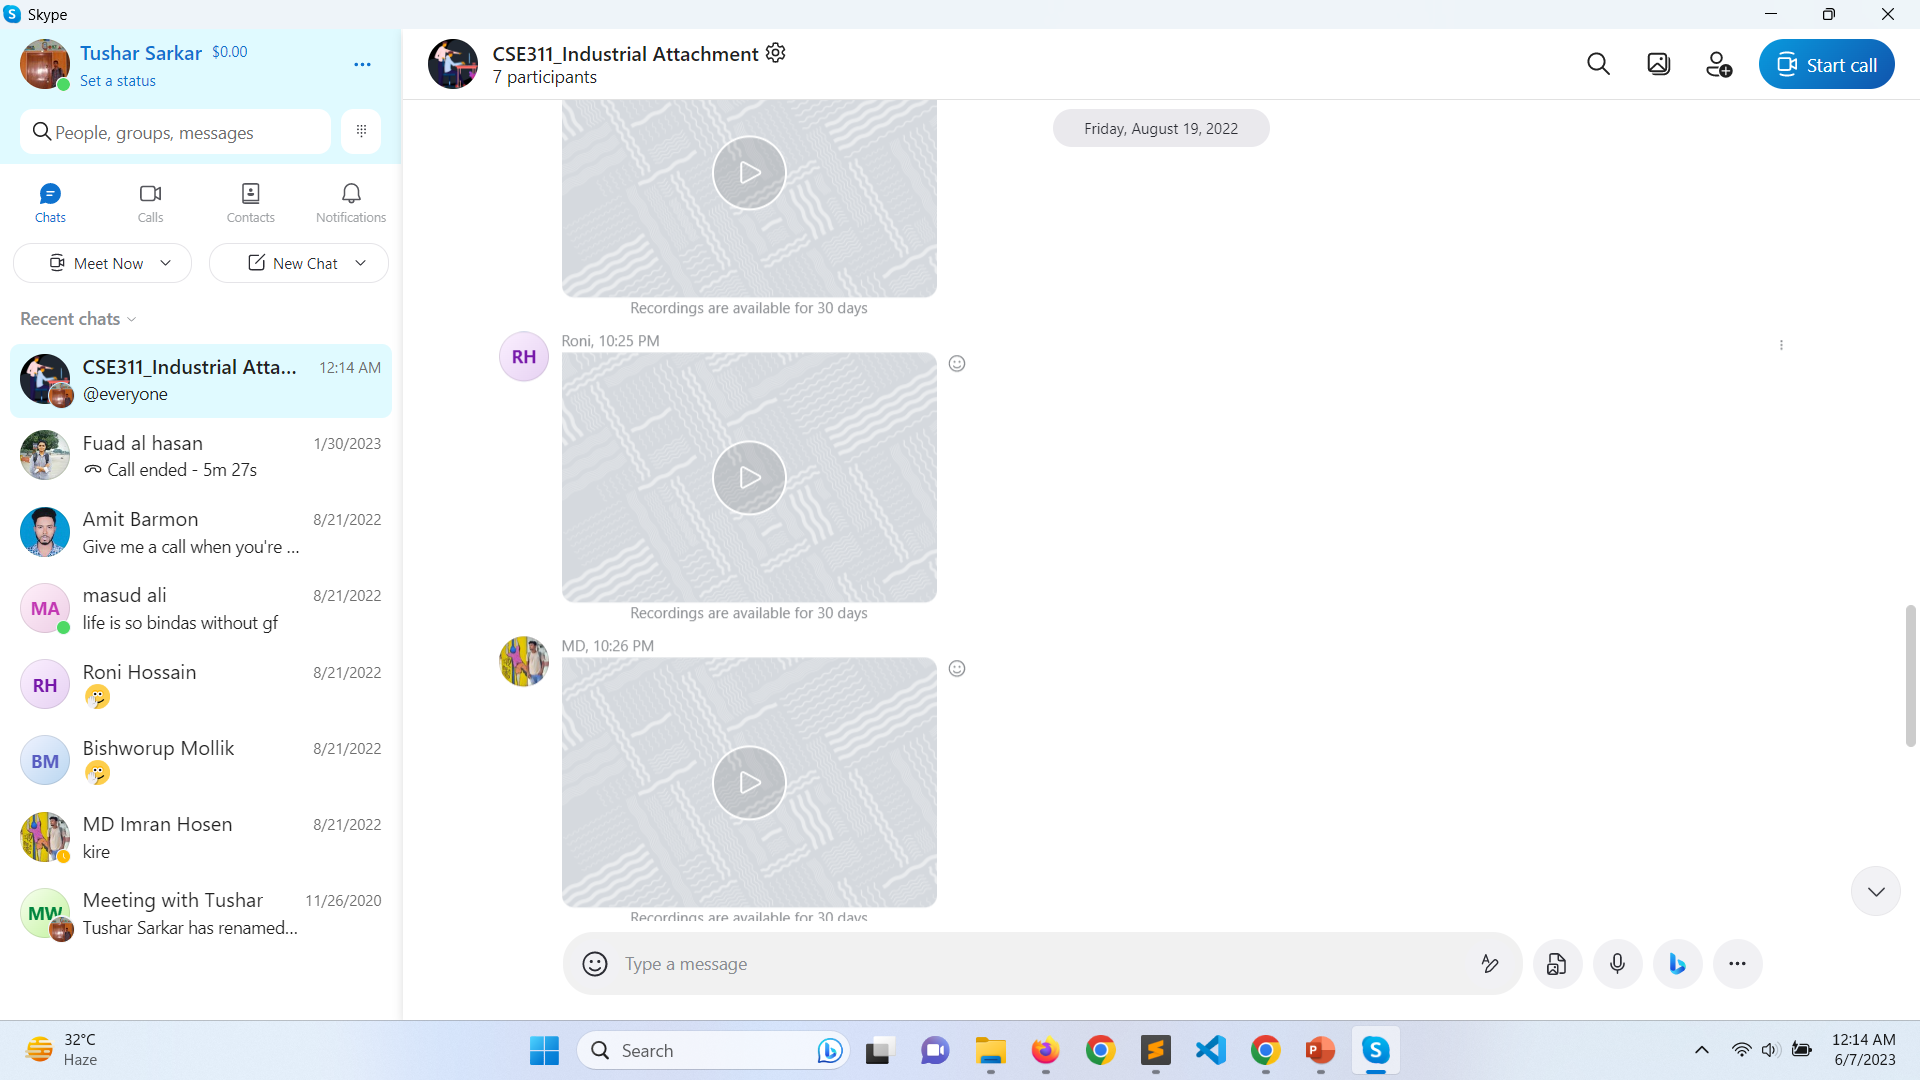 Skype
Tushar Sarkar $0.00
Set a status
People, groups, messages
Chats
Calls
Contacts
Notifications
Meet Now
New Chat
Recent chats
CSE311_Industrial Atta... 12:14 AM
@everyone
Fuad al hasan 1/30/2023
Call ended - 5m 27s
Amit Barmon 8/21/2022
Give me a call when you're ...
MA
masud ali 8/21/2022
life is so bindas without gf
RH
Roni Hossain 8/21/2022
BM
Bishworup Mollik 8/21/2022
MD Imran Hosen 8/21/2022
kire
MW
Meeting with Tushar 11/26/2020
Tushar Sarkar has renamed...
CSE311_Industrial Attachment
7 participants
Start call
Friday, August 19, 2022
Recordings are available for 30 days
RH
Roni, 10:25 PM
Recordings are available for 30 days
MD, 10:26 PM
Recordings are available for 30 days
Type a message
32°C
Haze
Search
12:14 AM
6/7/2023